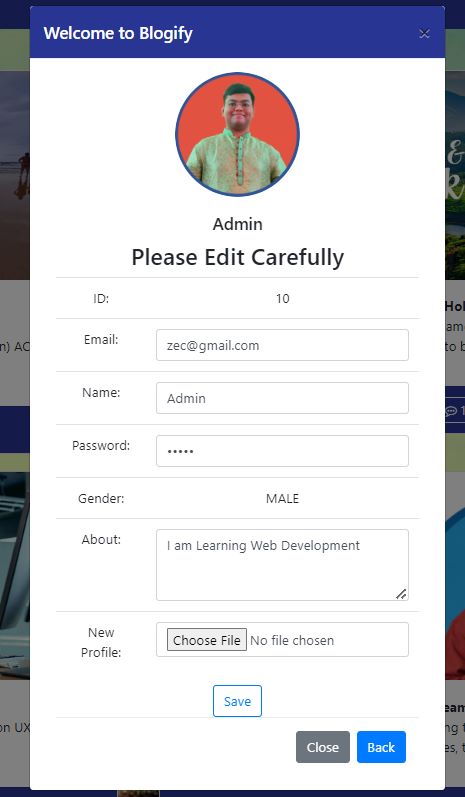 Welcome to Blogify ×
Admin
Please Edit Carefully
ID: 10
Email: zec@gmail.com
Name: Admin
Password: •••••
Gender: MALE
About: I am Learning Web Development
New
Profile:
Choose File No file chosen
Save
Close Back